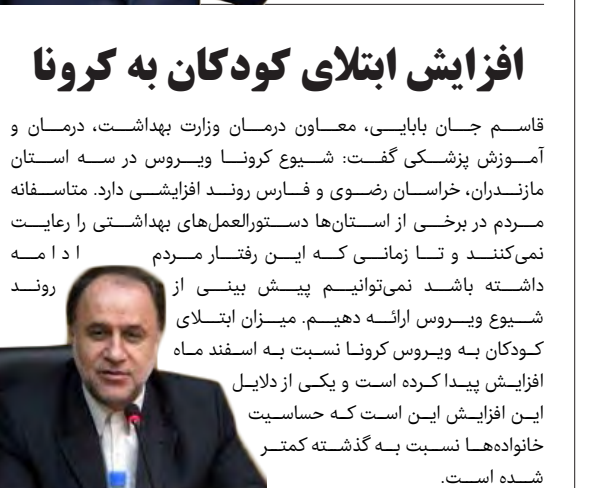 افزایش ابتلای کودکان به کرونا
قاسم جان بابایی، معاون درمان وزارت بهداشت، درمان و
آموزش پزشکی گفت: شیوع کرونا ویروس در سه استان
مازندران، خراسان رضوی و فارس روند افزایشی دارد. متاسفانه
مردم در برخی از استان‌ها دستورالعمل‌های بهداشتی را رعایت
نمی‌کنند و تا زمانی که این رفتار مردم ادامه
داشته باشد نمی‌توانیم پیش بینی از روند
شیوع ویروس ارائه دهیم. میزان ابتلای
کودکان به ویروس کرونا نسبت به اسفند ماه
افزایش پیدا کرده است و یکی از دلایل
این افزایش این است که حساسیت
خانواده‌ها نسبت به گذشته کمتر
شده است.